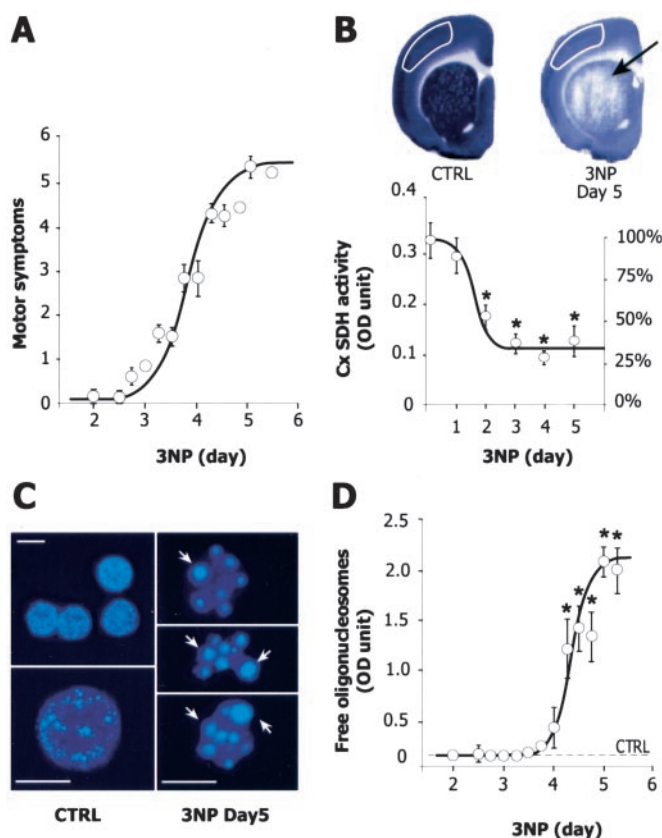 A
6
5
4
3
2
1
0
Motor symptoms
2 3 4 5 6
3NP (day)
B
CTRL
3NP
Day 5
0.4
0.3
0.2
0.1
0
Cx SDH activity
(OD unit)
* * * *
100%
75%
50%
25%
0%
1 2 3 4 5
3NP (day)
C
CTRL
3NP Day5
D
2.5
2.0
1.5
1.0
0.5
0
Free oligonucleosomes
(OD unit)
* * * * *
CTRL
2 3 4 5 6
3NP (day)